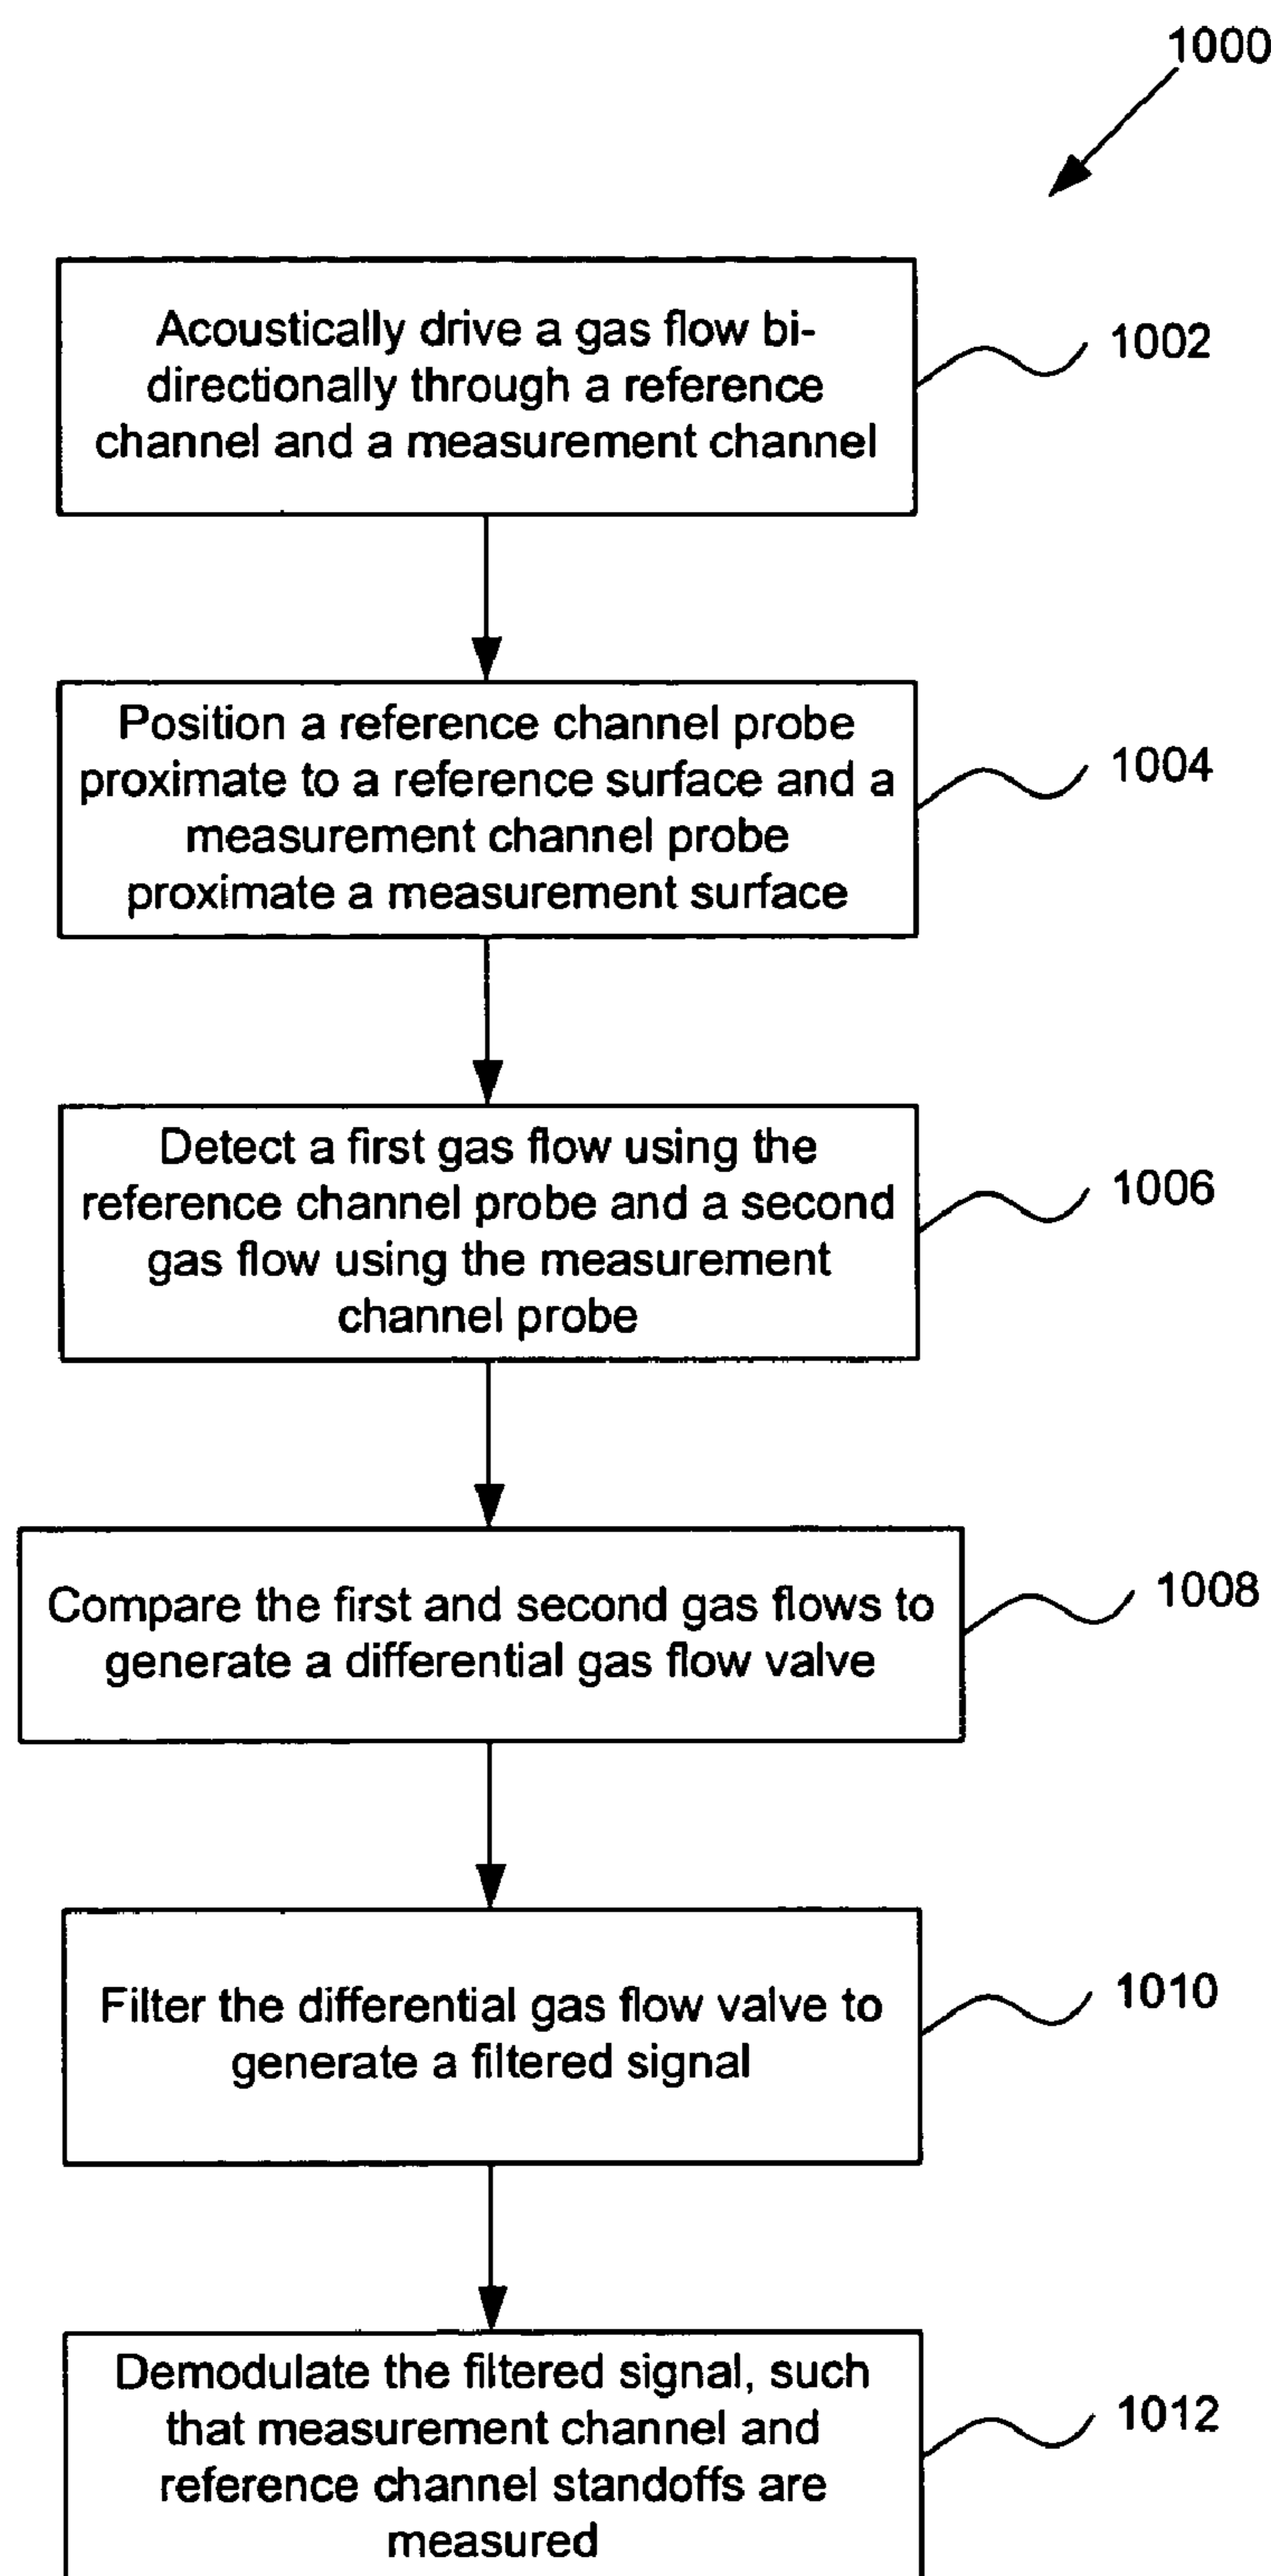 1000
Acoustically drive a gas flow bi-
directionally through a reference
channel and a measurement channel
1002
Position a reference channel probe
proximate to a reference surface and a
measurement channel probe
proximate a measurement surface
1004
Detect a first gas flow using the
reference channel probe and a second
gas flow using the measurement
channel probe
1006
Compare the first and second gas flows to
generate a differential gas flow valve
1008
Filter the differential gas flow valve to
generate a filtered signal
1010
Demodulate the filtered signal, such
that measurement channel and
reference channel standoffs are
measured
1012